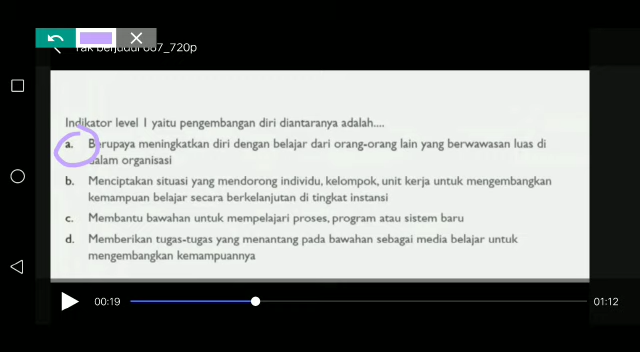 berjudul 687_720p
Indikator level 1 yaitu pengembangan diri diantaranya adalah....
a. Berupaya meningkatkan diri dengan belajar dari orang-orang lain yang berwawasan luas di
dalam organisasi
b. Menciptakan situasi yang mendorong individu, kelompok, unit kerja untuk mengembangkan
kemampuan belajar secara berkelanjutan di tingkat instansi
c. Membantu bawahan untuk mempelajari proses, program atau sistem baru
d. Memberikan tugas-tugas yang menantang pada bawahan sebagai media belajar untuk
mengembangkan kemampuannya
00:19
01:12